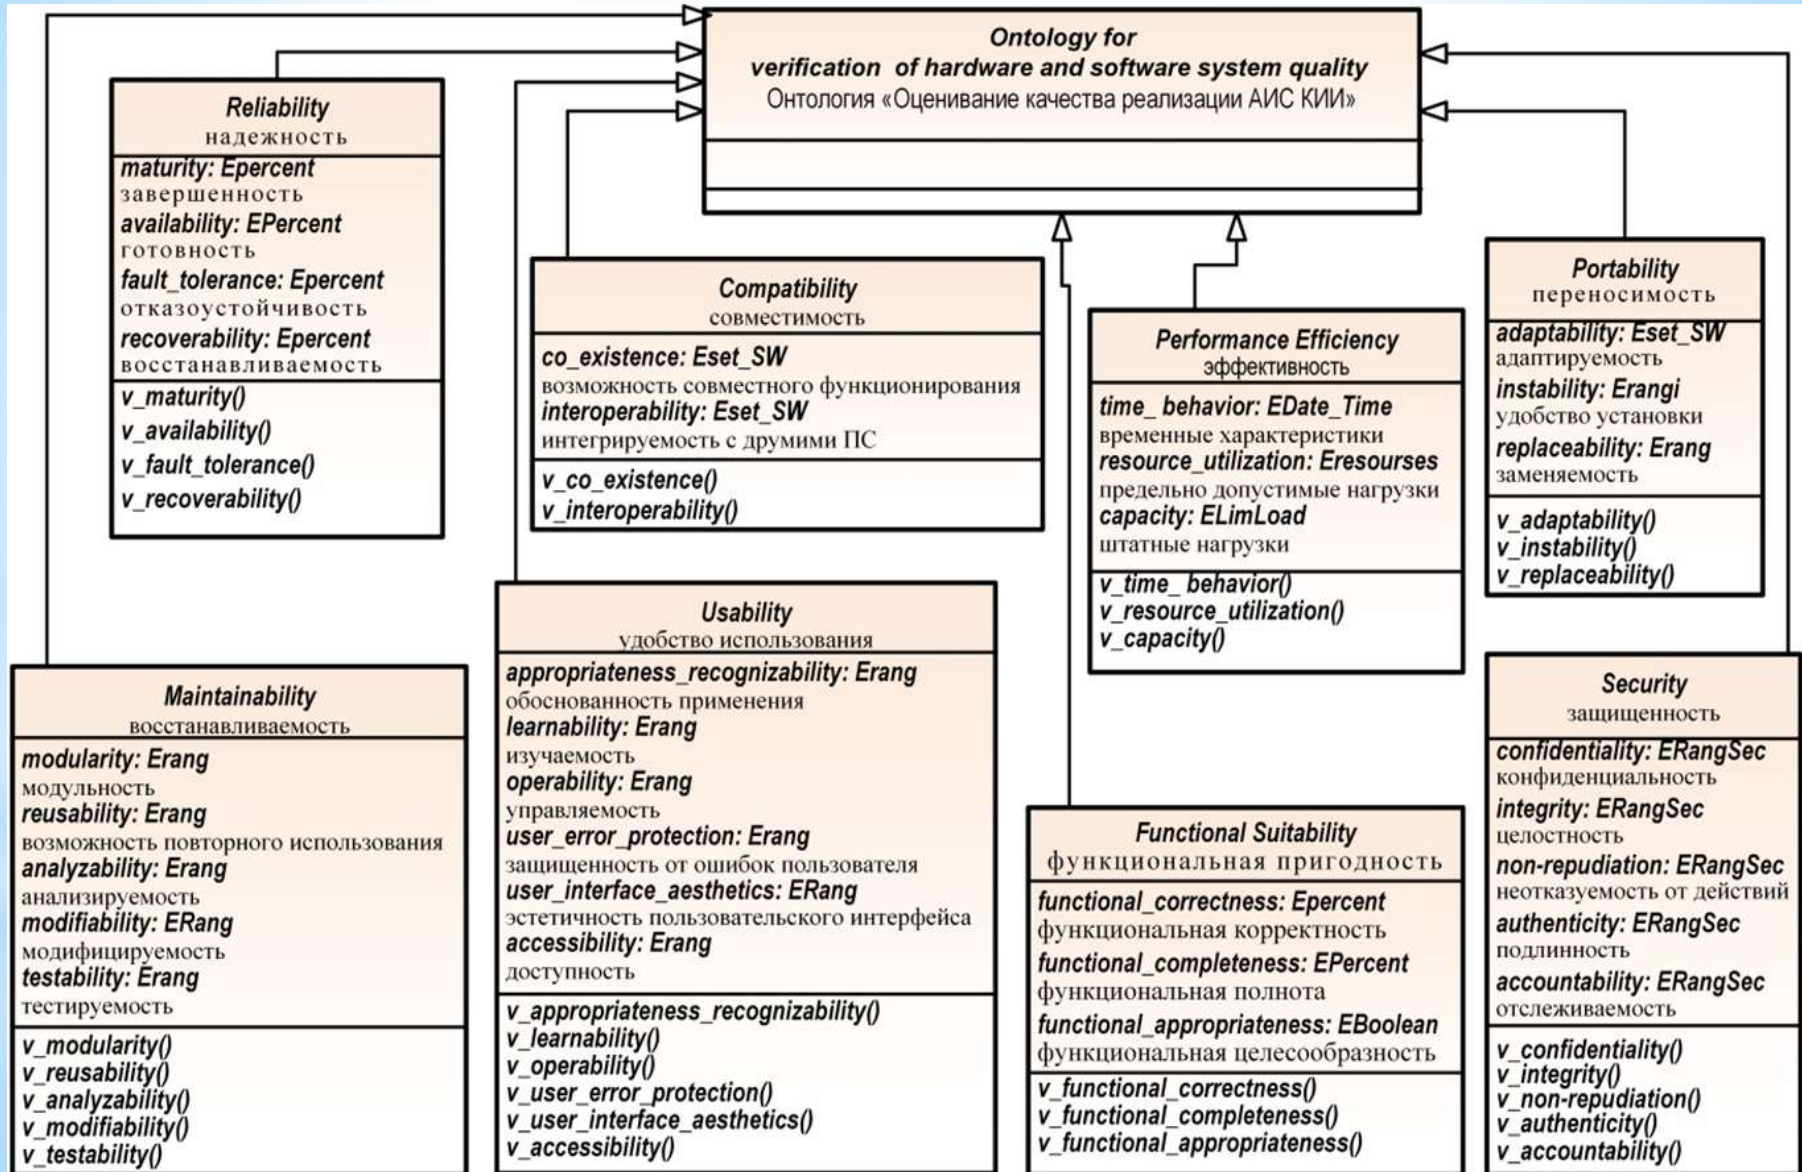 Ontology for
verification of hardware and software system quality
Онтология «Оценивание качества реализации АИС КИИ»
Reliability
надежность
maturity: Epercent
завершенность
availability: EPercent
готовность
fault_tolerance: Epercent
отказоустойчивость
recoverability: Epercent
восстанавливаемость
v_maturity()
v_availability()
v_fault_tolerance()
v_recoverability()
Compatibility
совместимость
co_existence: Eset_SW
возможность совместного функционирования
interoperability: Eset_SW
интегрируемость с друмими ПС
v_co_existence()
v_interoperability()
Performance Efficiency
эффективность
time_ behavior: EDate_Time
временные характеристики
resource_utilization: Eresourses
предельно допустимые нагрузки
capacity: ELimLoad
штатные нагрузки
v_time_ behavior()
v_resource_utilization()
v_capacity()
Portability
переносимость
adaptability: Eset_SW
адаптируемость
instability: Erangi
удобство установки
replaceability: Erang
заменяемость
v_adaptability()
v_instability()
v_replaceability()
Maintainability
восстанавливаемость
modularity: Erang
модульность
reusability: Erang
возможность повторного использования
analyzability: Erang
анализируемость
modifiability: ERang
модифицируемость
testability: Erang
тестируемость
v_modularity()
v_reusability()
v_analyzability()
v_modifiability()
v_testability()
Usability
удобство использования
appropriateness_recognizability: Erang
обоснованность применения
learnability: Erang
изучаемость
operability: Erang
управляемость
user_error_protection: Erang
защищенность от ошибок пользователя
user_interface_aesthetics: ERang
эстетичность пользовательского интерфейса
accessibility: Erang
доступность
v_appropriateness_recognizability()
v_learnability()
v_operability()
v_user_error_protection()
v_user_interface_aesthetics()
v_accessibility()
Functional Suitability
функциональная пригодность
functional_correctness: Epercent
функциональная корректность
functional_completeness: EPercent
функциональная полнота
functional_appropriateness: EBoolean
функциональная целесообразность
v_functional_correctness()
v_functional_completeness()
v_functional_appropriateness()
Security
защищенность
confidentiality: ERangSec
конфиденциальность
integrity: ERangSec
целостность
non-repudiation: ERangSec
неотказуемость от действий
authenticity: ERangSec
подлинность
accountability: ERangSec
отслеживаемость
v_confidentiality()
v_integrity()
v_non-repudiation()
v_authenticity()
v_accountability()